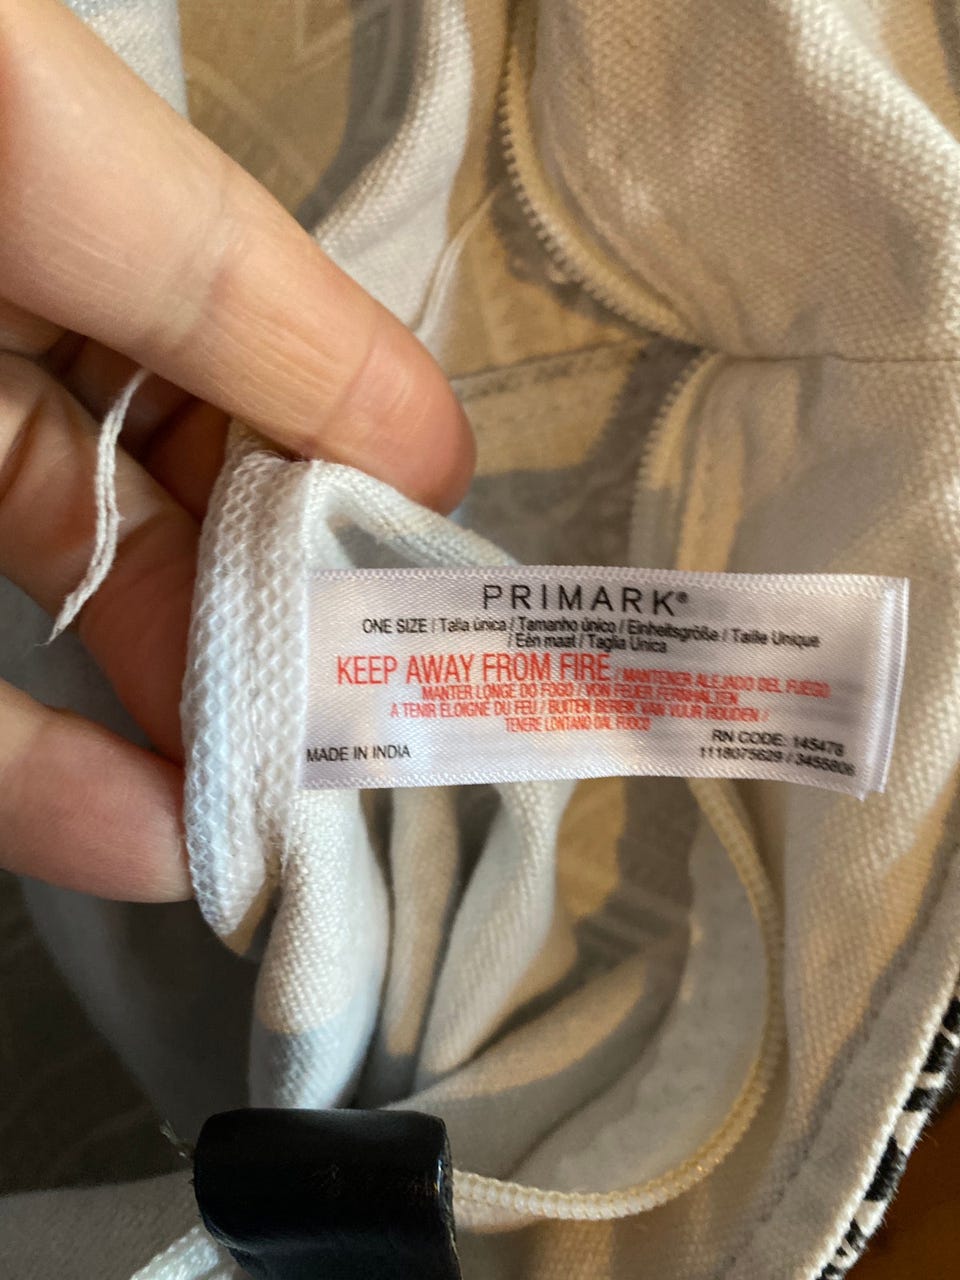 PRIMARK®
ONE SIZE / Talla única / Tamanho único / Einheitsgröße / Taille Unique
/ Eén maat / Taglia Unica
KEEP AWAY FROM FIRE / MANTENER ALEJADO DEL FUEGO
MANTER LONGE DO FOGO / VON FEUER FERNHALTEN
A TENIR ELOIGNÉ DU FEU / BUITEN BEREIK VAN VUUR HOUDEN /
TENERE LONTANO DAL FUOCO
RN CODE: 145478
MADE IN INDIA
1118075629 / 3455806